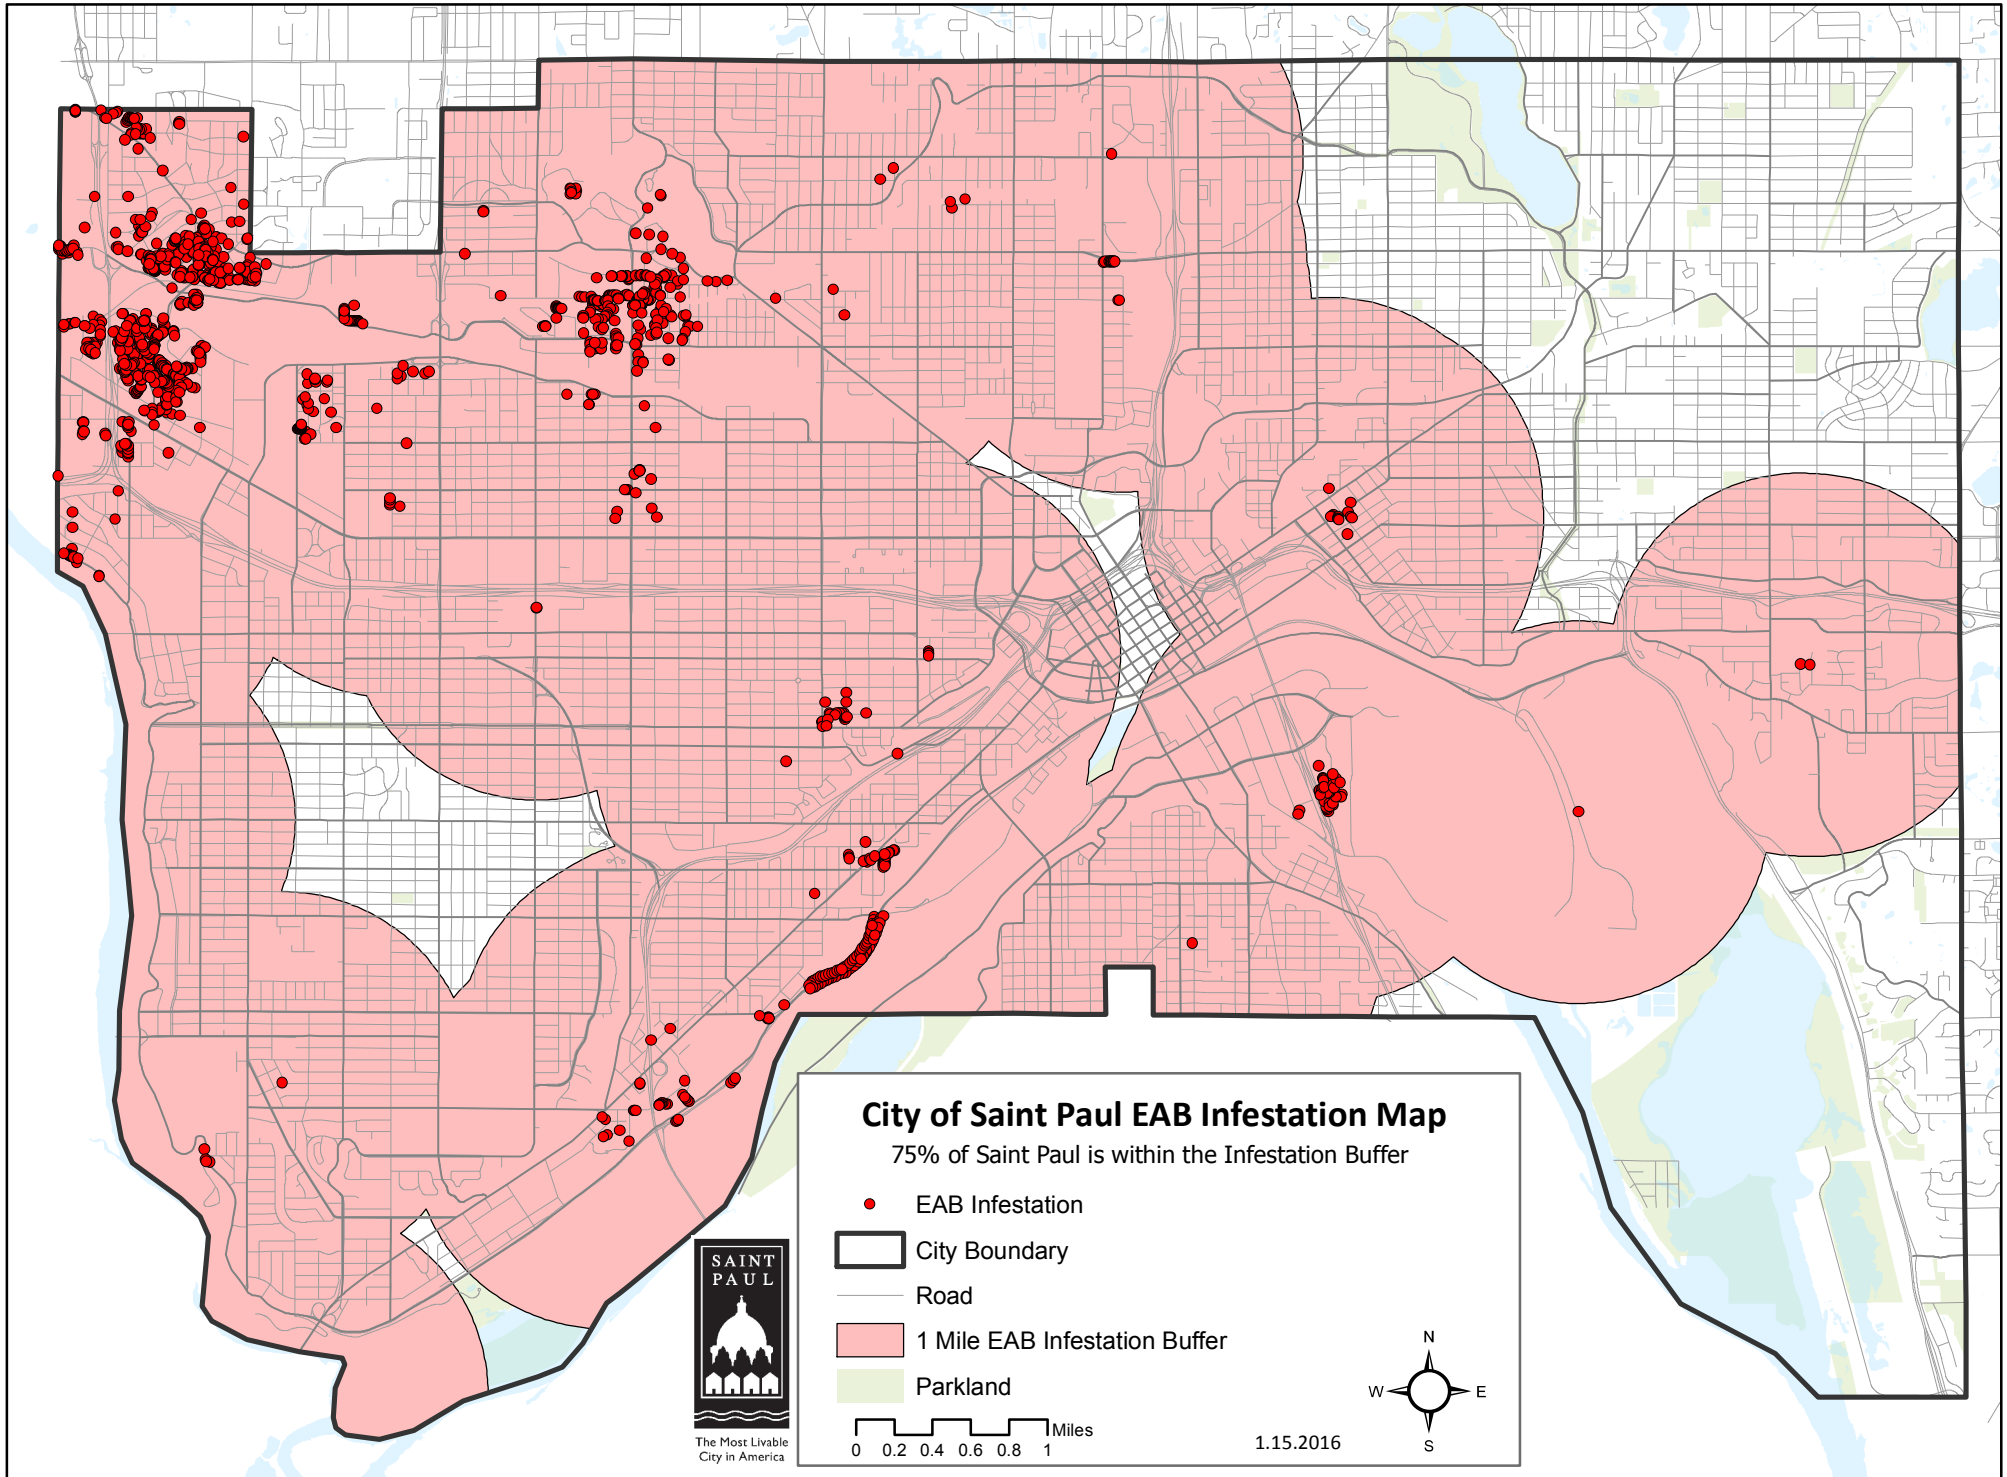 City of Saint Paul EAB Infestation Map
75% of Saint Paul is within the Infestation Buffer
EAB Infestation
City Boundary
Road
1 Mile EAB Infestation Buffer
Parkland
Miles
0 0.2 0.4 0.6 0.8 1
1.15.2016
N
W E
S
SAINT
PAUL
The Most Livable
City in America